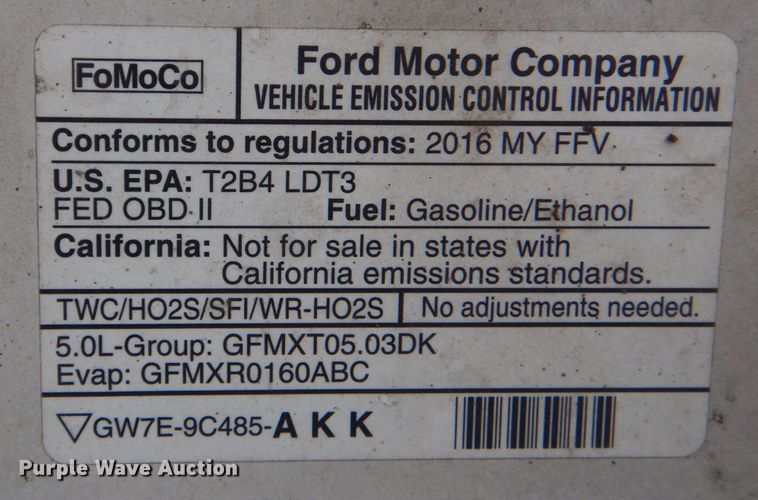 FoMoCo
Ford Motor Company
VEHICLE EMISSION CONTROL INFORMATION
Conforms to regulations: 2016 MY FFV
U.S. EPA: T2B4 LDT3
FED OBD II Fuel: Gasoline/Ethanol
California: Not for sale in states with
California emissions standards.
TWC/HO2S/SFI/WR-HO2S No adjustments needed.
5.0L-Group: GFMXT05.03DK
Evap: GFMXR0160ABC
GW7E-9C485-AKK
Purple Wave Auction